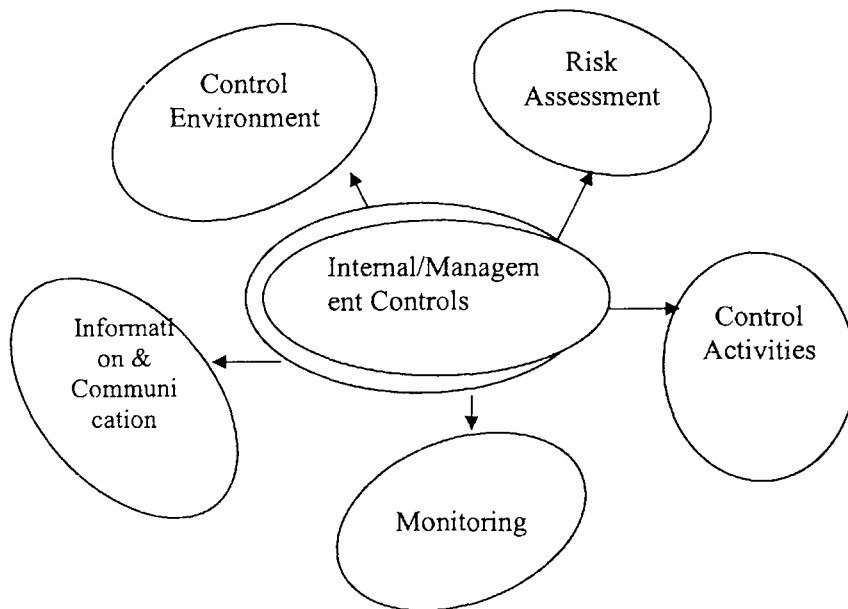 Control
Environment
Risk
Assessment
Internal/Managem
ent Controls
Control
Activities
Informati
on &
Communi
cation
Monitoring